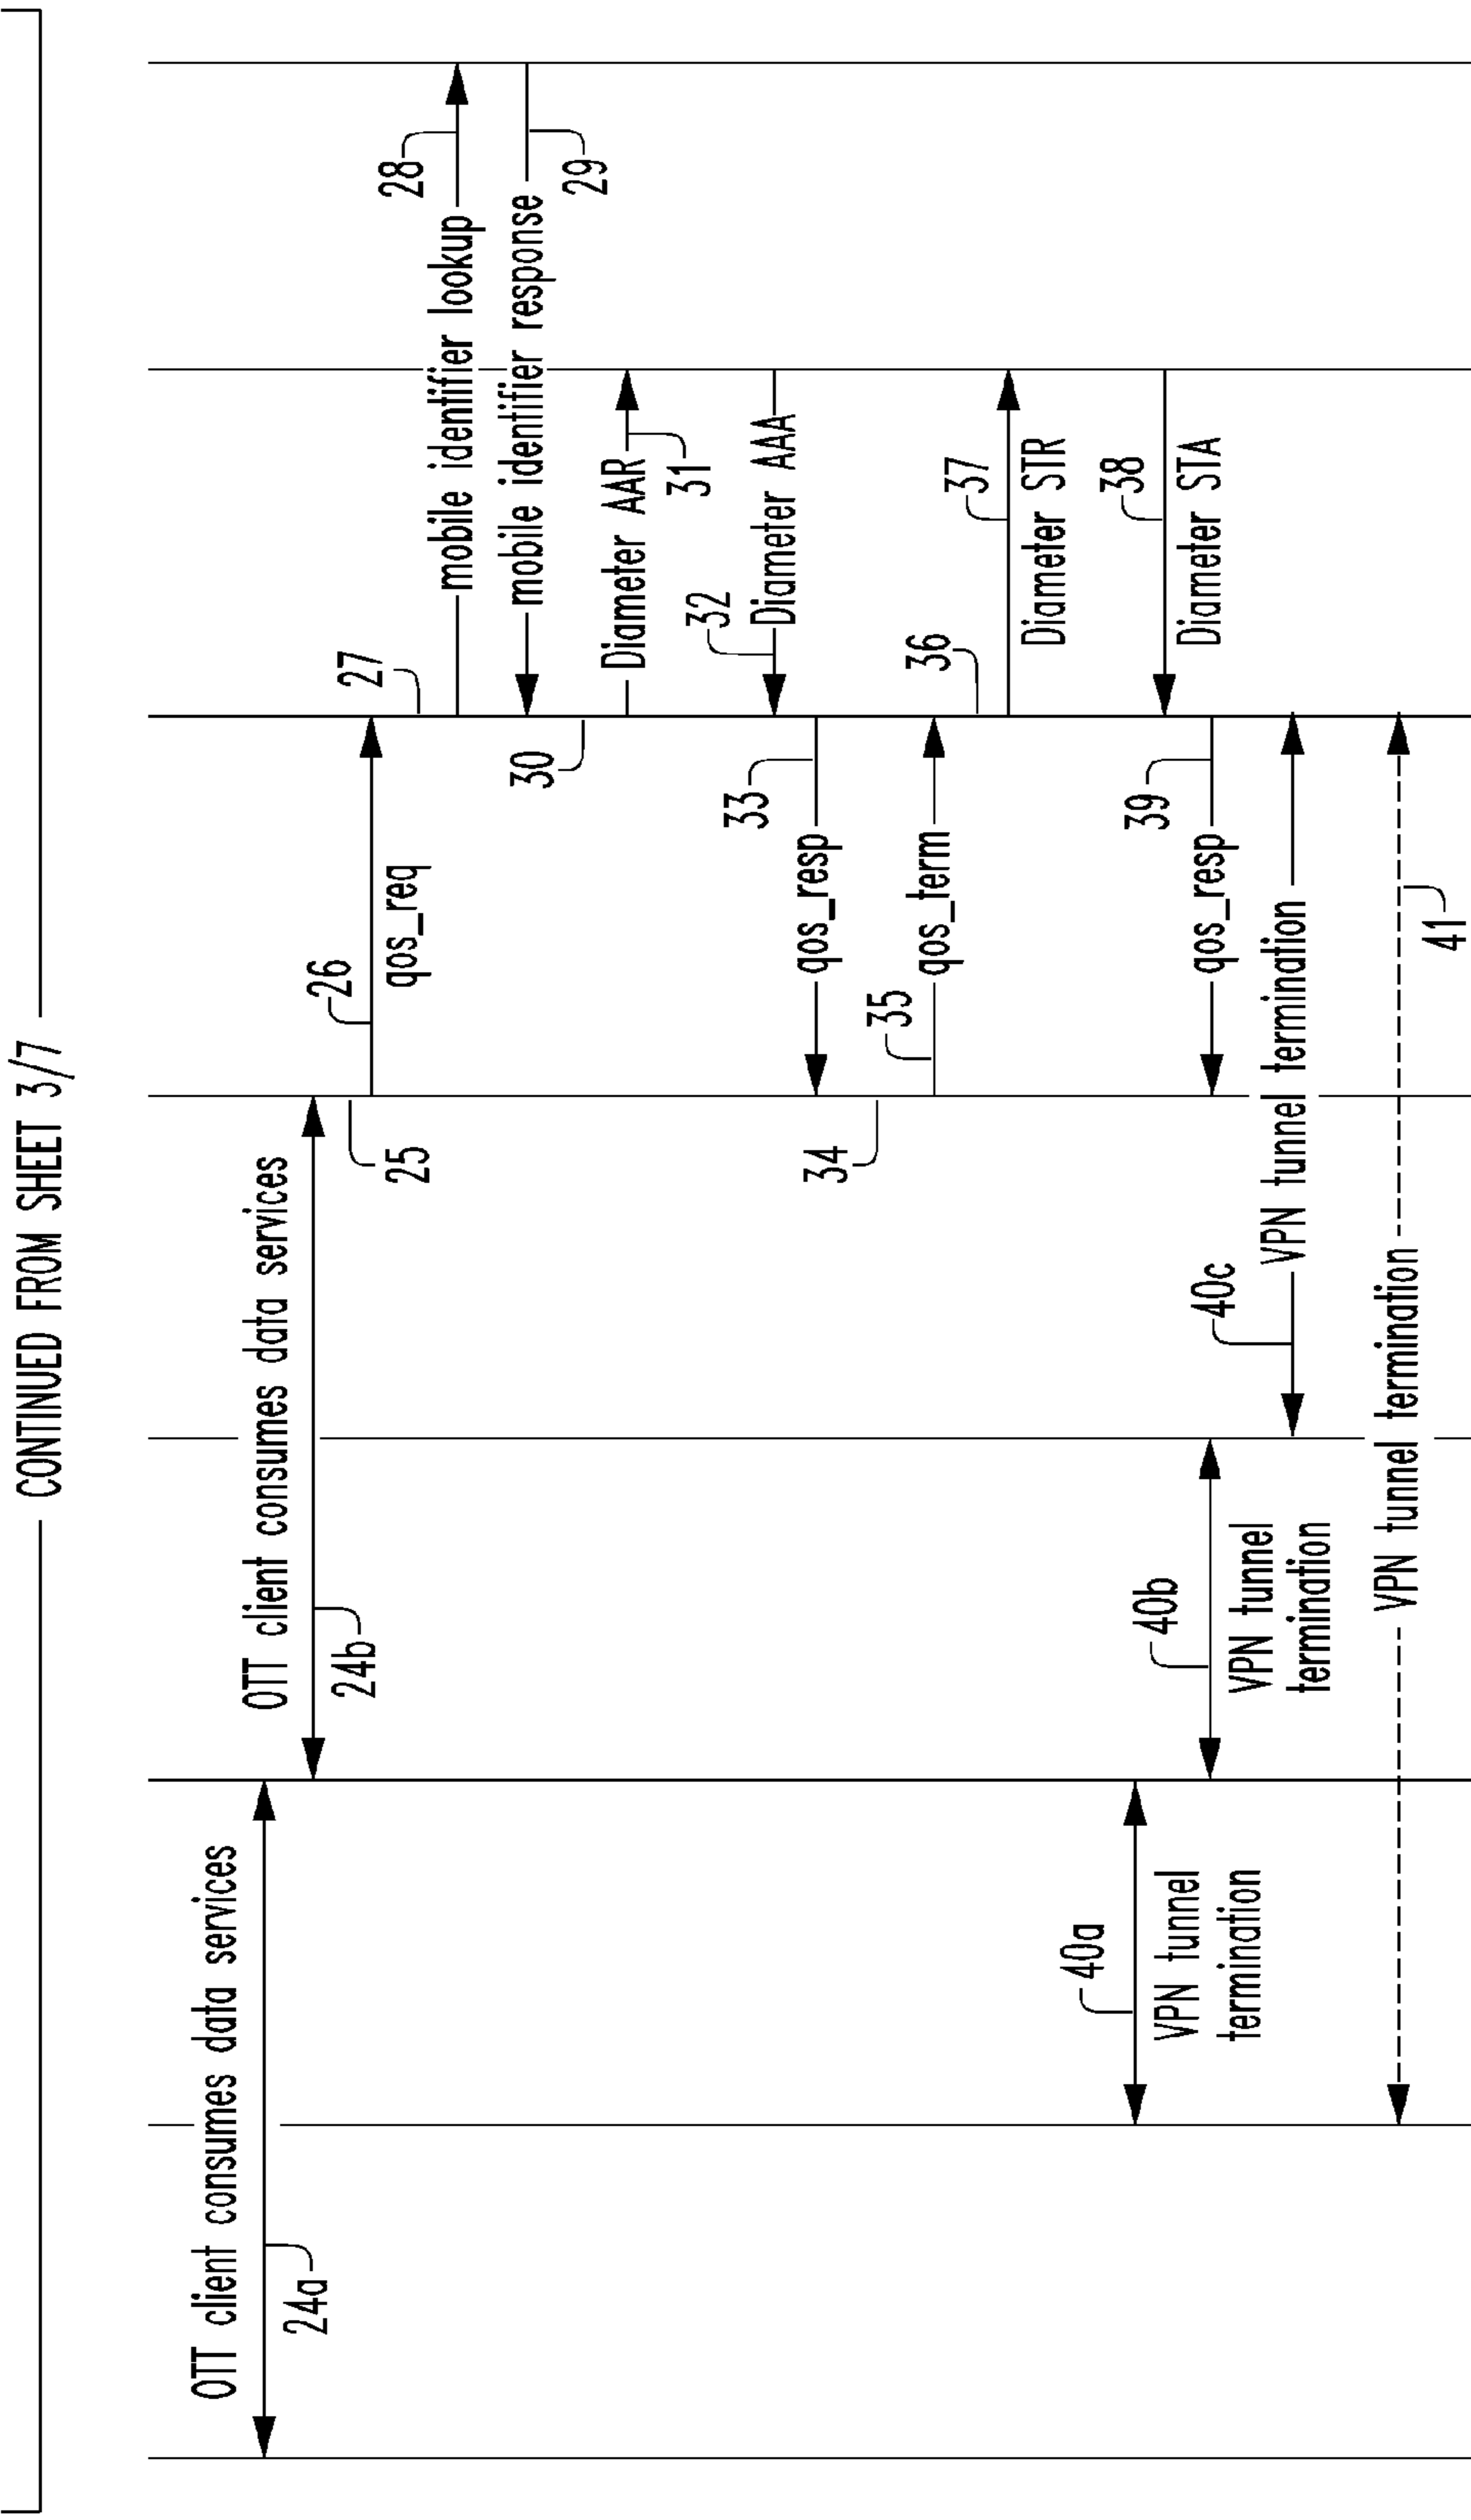 CONTINUED FROM SHEET 3/7
OTT client consumes data services
24a
OTT client consumes data services
24b
25
26
qos_req
27
28
mobile identifier lookup
mobile identifier response
29
30
Diameter AAR
31
32
Diameter AAA
33
qos_resp
34
35
qos_term
36
37
Diameter STR
38
Diameter STA
39
qos_resp
40a
VPN tunnel
termination
40b
VPN tunnel
termination
40c
VPN tunnel termination
VPN tunnel termination
41